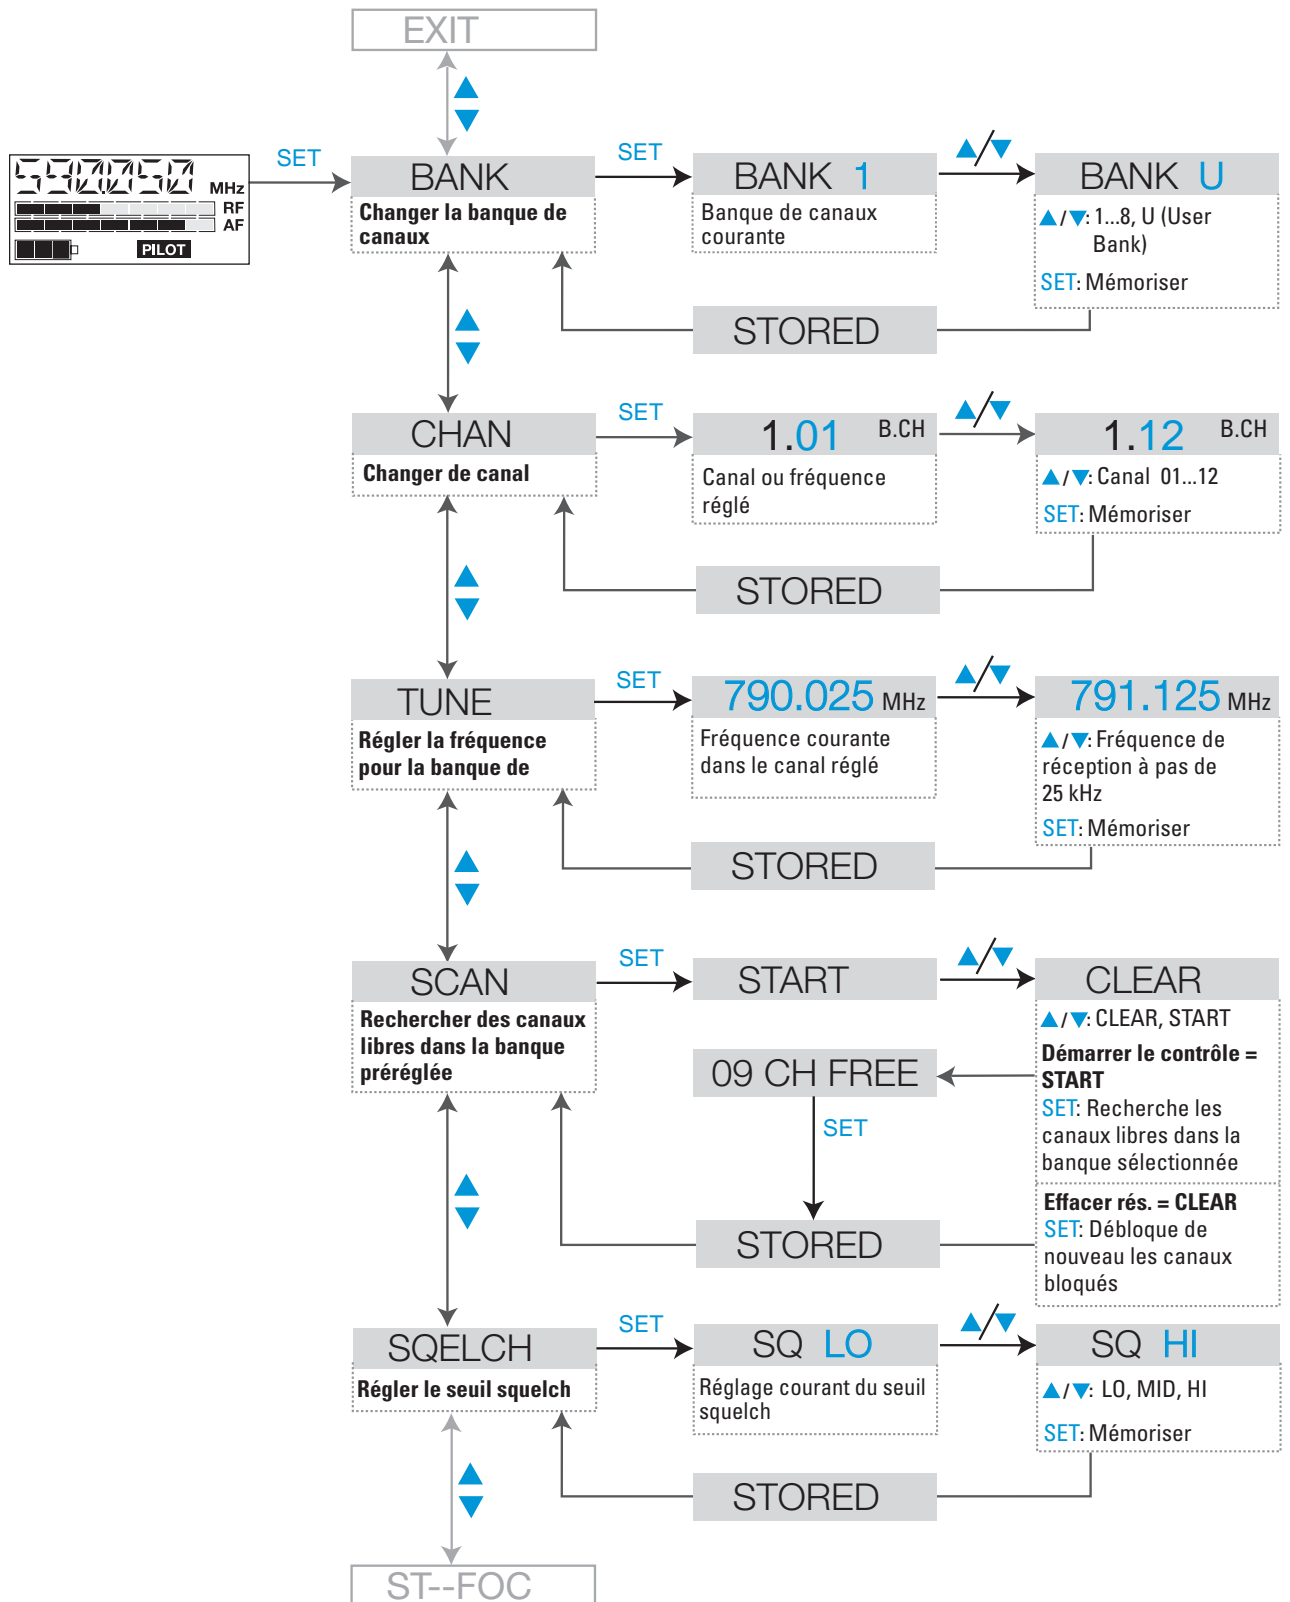 EXIT
590.050 MHz
RF
AF
PILOT
SET
BANK
Changer la banque de
canaux
SET
BANK 1
Banque de canaux
courante
▲/▼
BANK U
▲/▼: 1...8, U (User
Bank)
SET: Mémoriser
STORED
CHAN
Changer de canal
SET
1.01 B.CH
Canal ou fréquence
réglé
▲/▼
1.12 B.CH
▲/▼: Canal 01...12
SET: Mémoriser
STORED
TUNE
Régler la fréquence
pour la banque de
SET
790.025 MHz
Fréquence courante
dans le canal réglé
▲/▼
791.125 MHz
▲/▼: Fréquence de
réception à pas de
25 kHz
SET: Mémoriser
STORED
SCAN
Rechercher des canaux
libres dans la banque
préréglée
SET
START
▲/▼
CLEAR
▲/▼: CLEAR, START
Démarrer le contrôle =
START
SET: Recherche les
canaux libres dans la
banque sélectionnée
09 CH FREE
SET
Effacer rés. = CLEAR
SET: Débloque de
nouveau les canaux
bloqués
STORED
SQELCH
Régler le seuil squelch
SET
SQ LO
Réglage courant du seuil
squelch
▲/▼
SQ HI
▲/▼: LO, MID, HI
SET: Mémoriser
STORED
ST--FOC